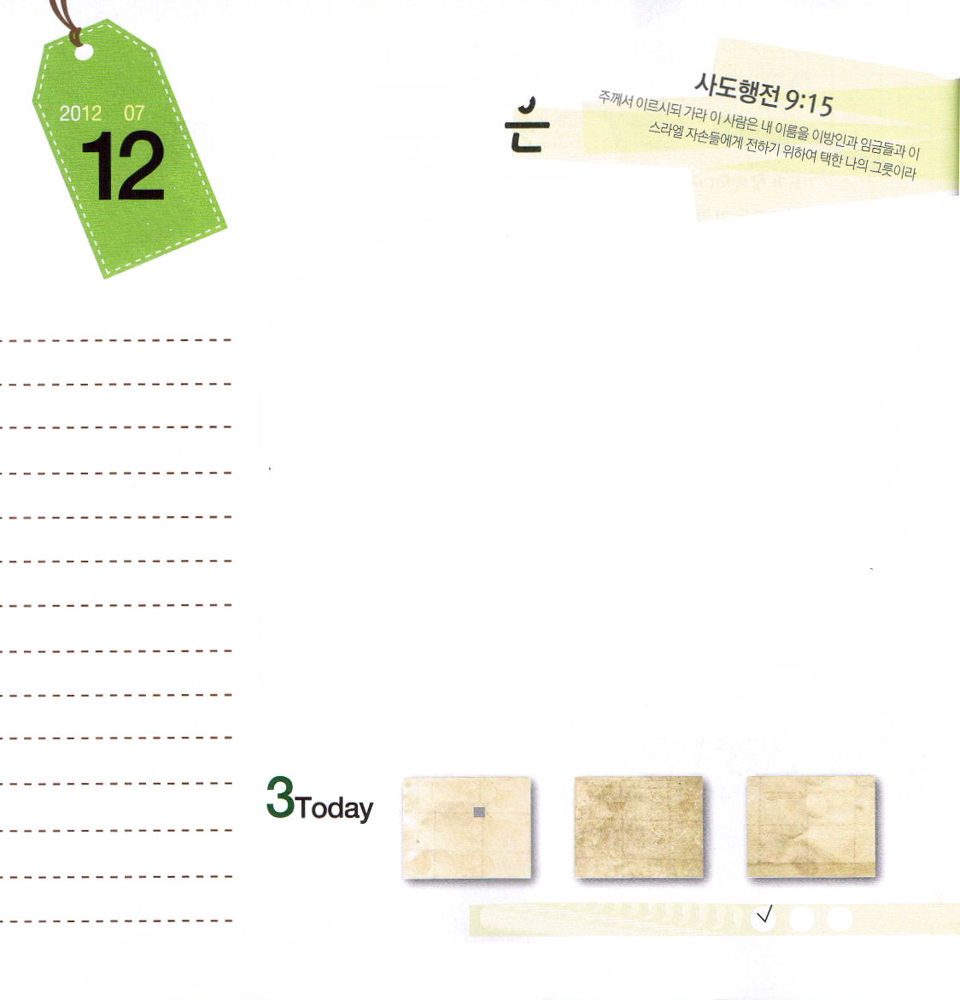 2012 07
12
은
사도행전 9:15
주께서 이르시되 가라 이 사람은 내 이름을 이방인과 임금들과 이
스라엘 자손들에게 전하기 위하여 택한 나의 그릇이라
3Today